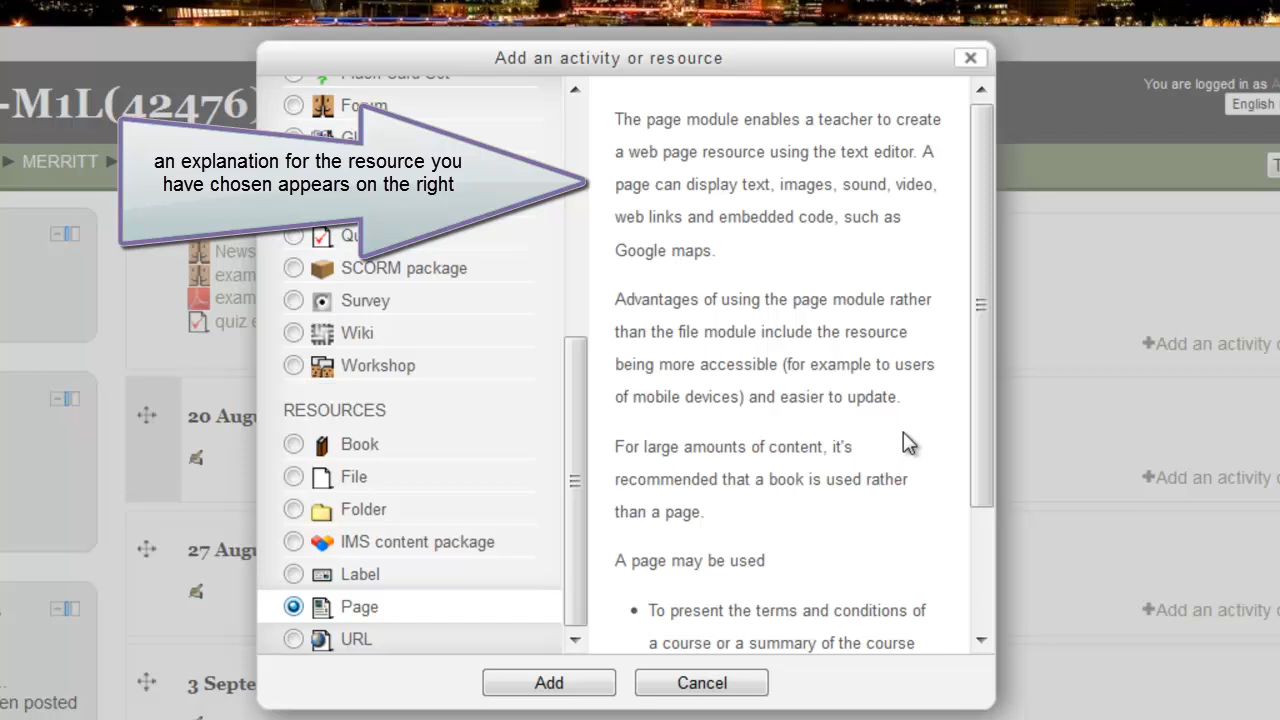 Add an activity or resource
You are logged in as A
-M1L(42476)
English
MERRITT
T
Forum
an explanation for the resource you
have chosen appears on the right
SCORM package
Survey
Wiki
Workshop
RESOURCES
Book
File
Folder
IMS content package
Label
Page
URL
The page module enables a teacher to create
a web page resource using the text editor. A
page can display text, images, sound, video,
web links and embedded code, such as
Google maps.
Advantages of using the page module rather
than the file module include the resource
being more accessible (for example to users
of mobile devices) and easier to update.
For large amounts of content, it's
recommended that a book is used rather
than a page.
A page may be used
• To present the terms and conditions of
a course or a summary of the course
Add
Cancel
News
exam
exam
quiz e
20 Augu
27 Augu
3 Septe
en posted
+Add an activity o
+Add an activity o
+Add an activity o